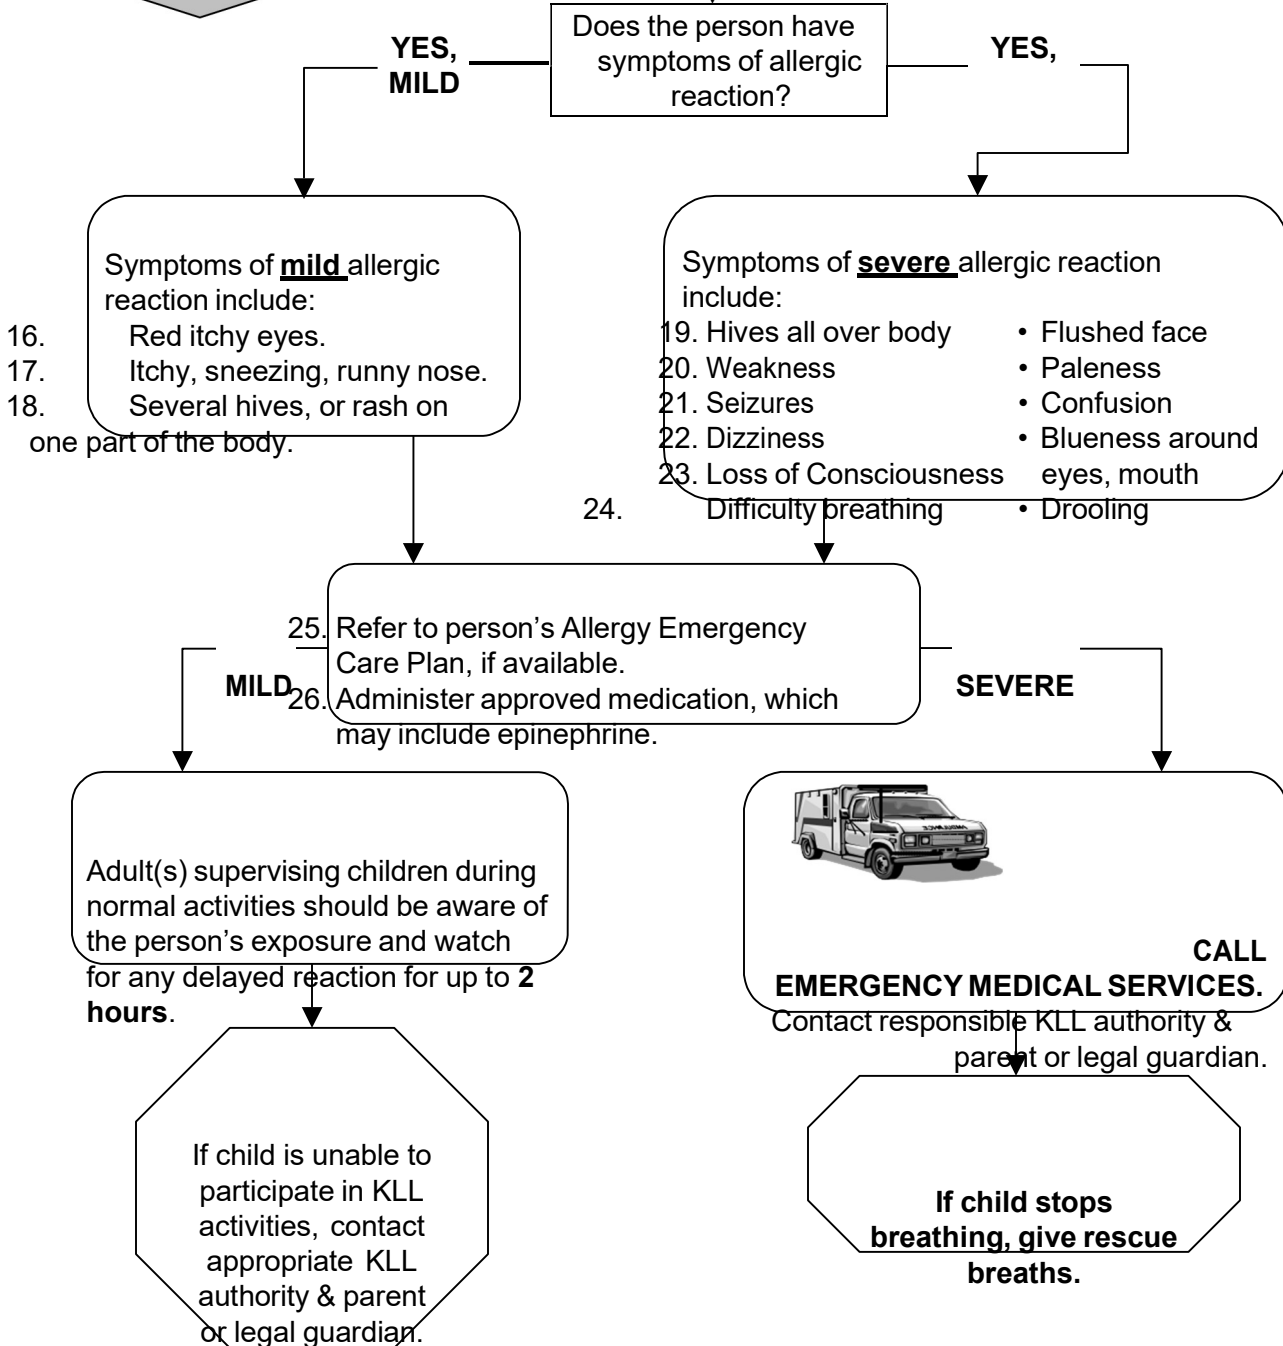 Does the person have
symptoms of allergic
reaction?
YES,
MILD
YES,
Symptoms of mild allergic
reaction include:
16. Red itchy eyes.
17. Itchy, sneezing, runny nose.
18. Several hives, or rash on
one part of the body.
Symptoms of severe allergic reaction
include:
19. Hives all over body
20. Weakness
21. Seizures
22. Dizziness
23. Loss of Consciousness
24. Difficulty breathing
• Flushed face
• Paleness
• Confusion
• Blueness around
eyes, mouth
• Drooling
25. Refer to person’s Allergy Emergency
Care Plan, if available.
26. Administer approved medication, which
may include epinephrine.
MILD
SEVERE
Adult(s) supervising children during
normal activities should be aware of
the person’s exposure and watch
for any delayed reaction for up to 2
hours.
AMBULANCE
CALL
EMERGENCY MEDICAL SERVICES.
Contact responsible KLL authority &
parent or legal guardian.
If child is unable to
participate in KLL
activities, contact
appropriate KLL
authority & parent
or legal guardian.
If child stops
breathing, give rescue
breaths.